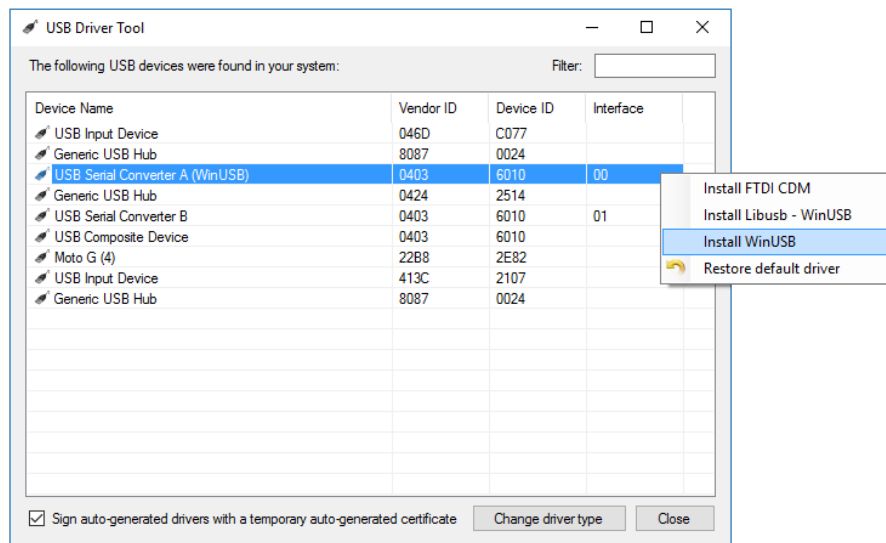 USB Driver Tool
The following USB devices were found in your system: Filter:
Device Name Vendor ID Device ID Interface
USB Input Device 046D C077
Generic USB Hub 8087 0024
USB Serial Converter A (WinUSB) 0403 6010 00
Generic USB Hub 0424 2514
USB Serial Converter B 0403 6010 01
USB Composite Device 0403 6010
Moto G (4) 22B8 2E82
USB Input Device 413C 2107
Generic USB Hub 8087 0024
Install FTDI CDM
Install Libusb - WinUSB
Install WinUSB
Restore default driver
Sign auto-generated drivers with a temporary auto-generated certificate Change driver type Close